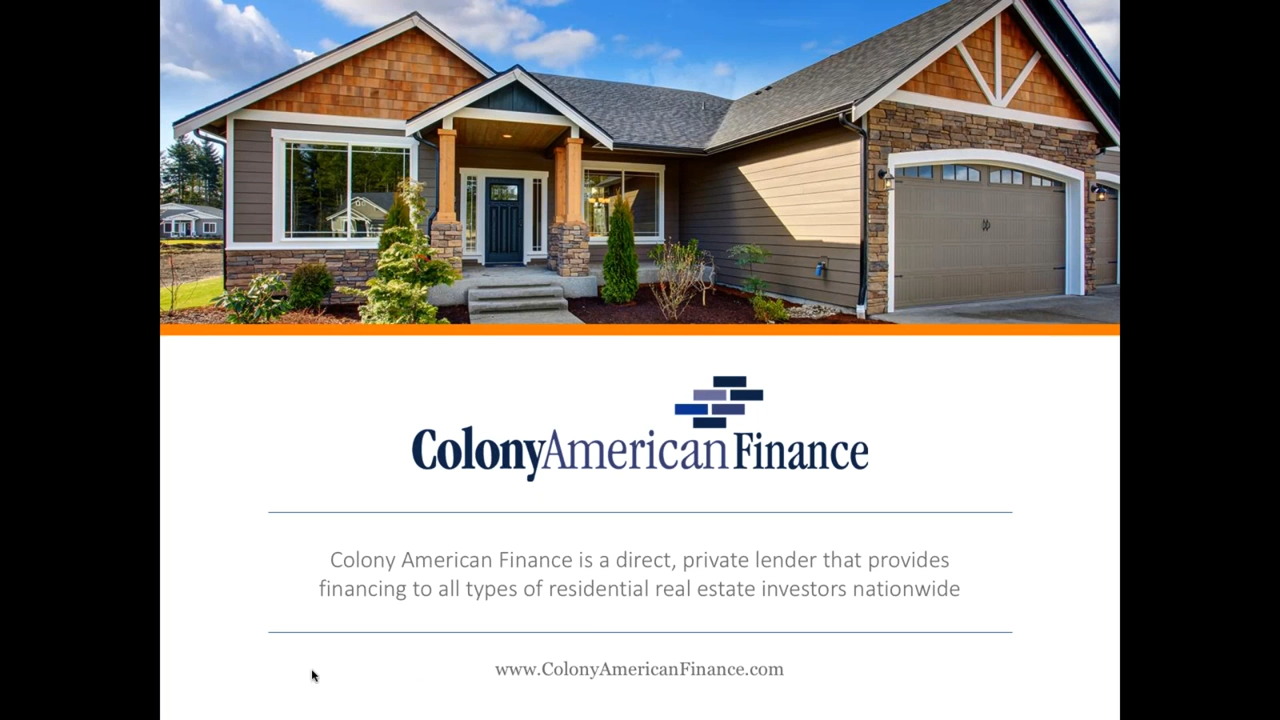 ColonyAmericanFinance
Colony American Finance is a direct, private lender that provides
financing to all types of residential real estate investors nationwide
www.ColonyAmericanFinance.com